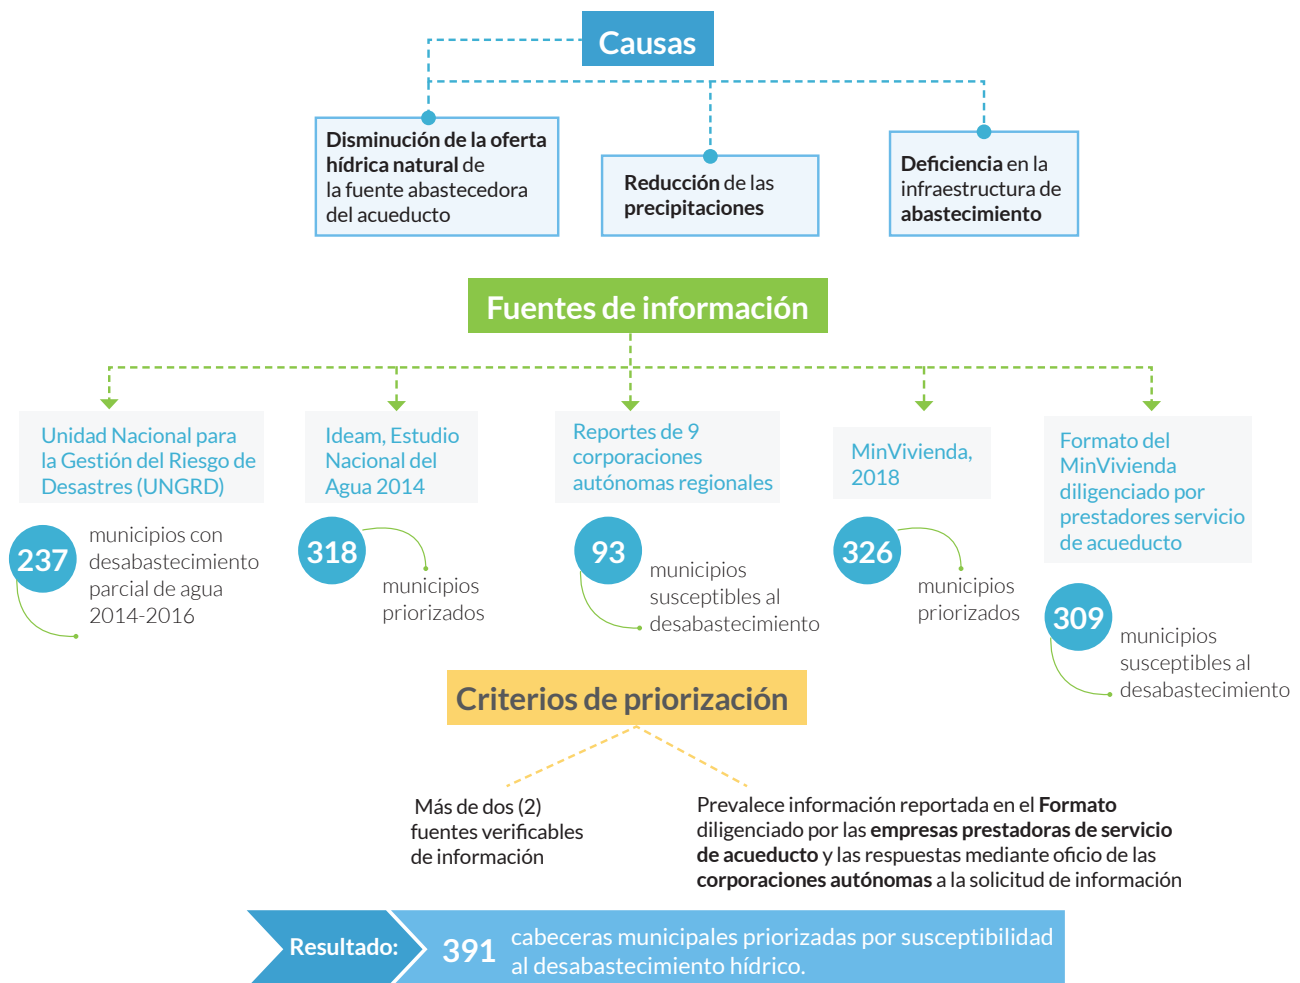 Causas
Disminución de la oferta
hídrica natural de
la fuente abastecedora
del acueducto
Reducción de las
precipitaciones
Deficiencia en la
infraestructura de
abastecimiento
Fuentes de información
Unidad Nacional para
la Gestión del Riesgo de
Desastres (UNGRD)
237
municipios con
desabastecimiento
parcial de agua
2014-2016
Ideam, Estudio
Nacional del
Agua 2014
318
municipios
priorizados
Reportes de 9
corporaciones
autónomas regionales
93
municipios
susceptibles al
desabastecimiento
MinVivienda,
2018
326
municipios
priorizados
Formato del
MinVivienda
diligenciado por
prestadores servicio
de acueducto
309
municipios
susceptibles al
desabastecimiento
Criterios de priorización
Más de dos (2)
fuentes verificables
de información
Prevalece información reportada en el Formato
diligenciado por las empresas prestadoras de servicio
de acueducto y las respuestas mediante oficio de las
corporaciones autónomas a la solicitud de información
Resultado:
391
cabeceras municipales priorizadas por susceptibilidad
al desabastecimiento hídrico.